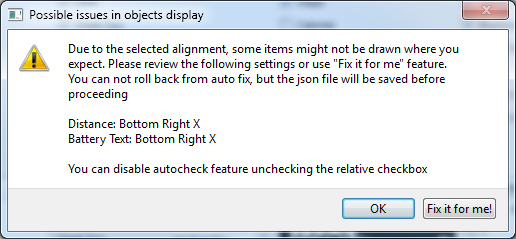 Possible issues in objects display
Due to the selected alignment, some items might not be drawn where you
expect. Please review the following settings or use "Fix it for me" feature.
You can not roll back from auto fix, but the json file will be saved before
proceeding
Distance: Bottom Right X
Battery Text: Bottom Right X
You can disable autocheck feature unchecking the relative checkbox
OK
Fix it for me!